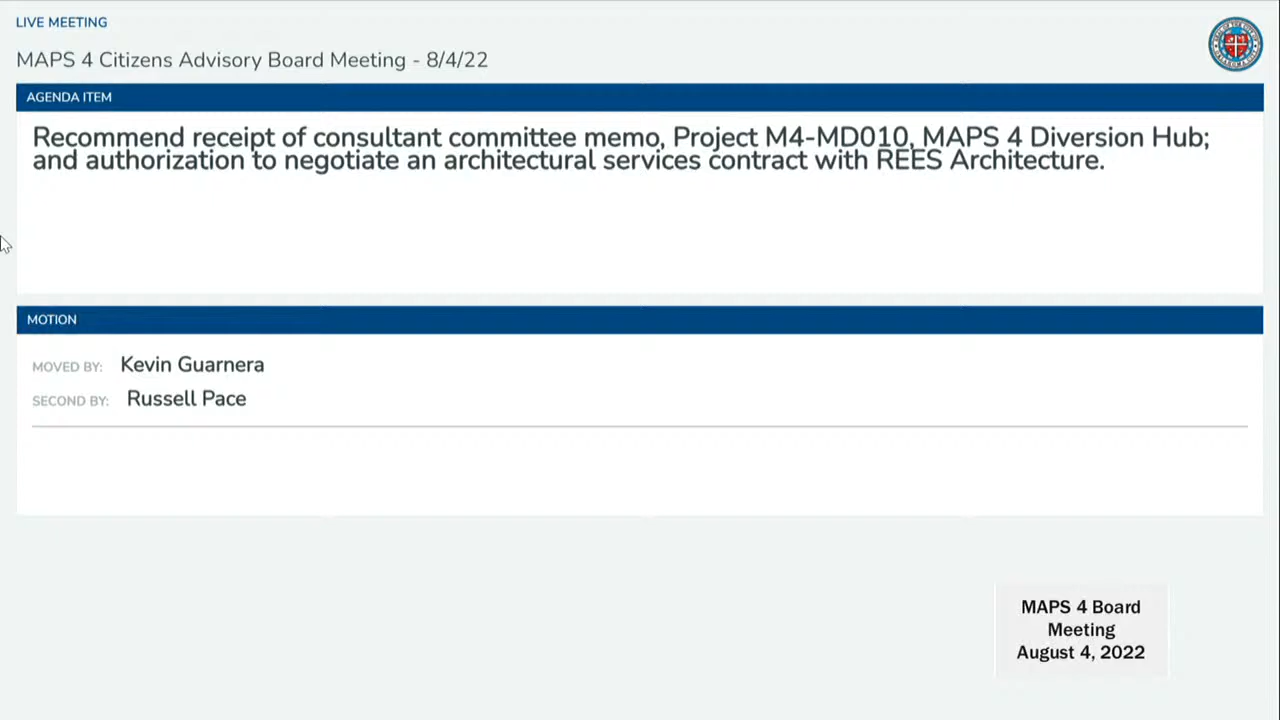 LIVE MEETING
MAPS 4 Citizens Advisory Board Meeting - 8/4/22
AGENDA ITEM
Recommend receipt of consultant committee memo, Project M4-MD010, MAPS 4 Diversion Hub;
and authorization to negotiate an architectural services contract with REES Architecture.
MOTION
MOVED BY: Kevin Guarnera
SECOND BY: Russell Pace
MAPS 4 Board
Meeting
August 4, 2022